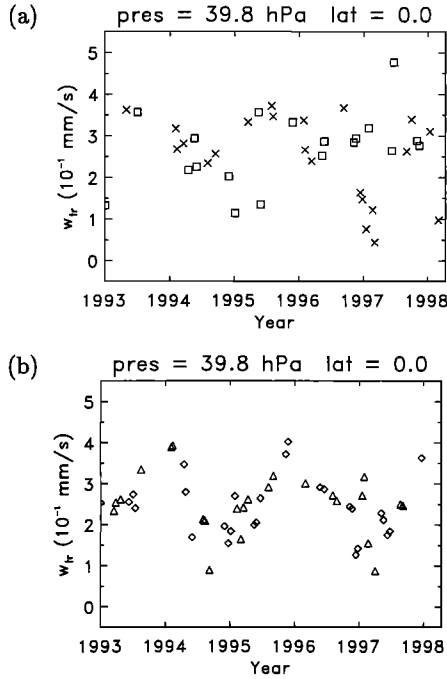 (a)
pres = 39.8 hPa lat = 0.0
5
4
3
2
1
0
w_tr (10^-1 mm/s)
1993 1994 1995 1996 1997 1998
Year
(b)
pres = 39.8 hPa lat = 0.0
5
4
3
2
1
0
w_tr (10^-1 mm/s)
1993 1994 1995 1996 1997 1998
Year